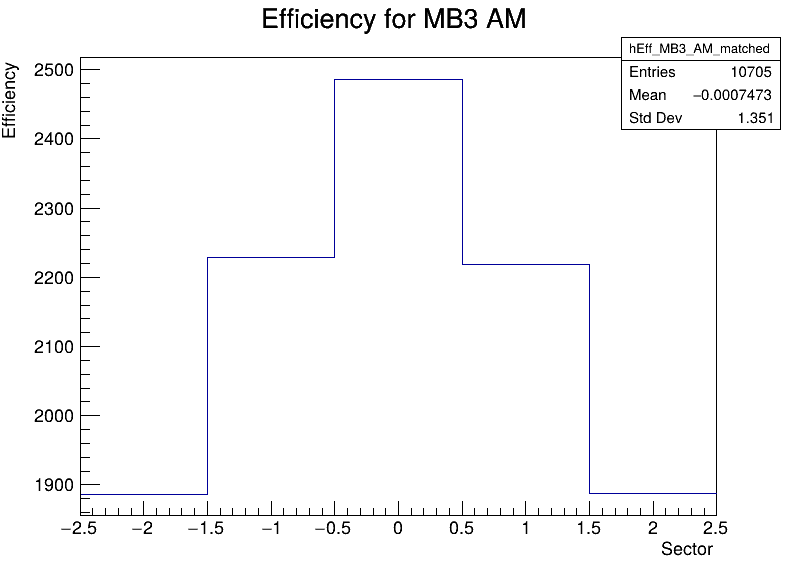 Efficiency for MB3 AM
hEff_MB3_AM_matched
Entries 10705
Mean −0.0007473
Std Dev 1.351
Efficiency
2500
2400
2300
2200
2100
2000
1900
−2.5 −2 −1.5 −1 −0.5 0 0.5 1 1.5 2 2.5
Sector